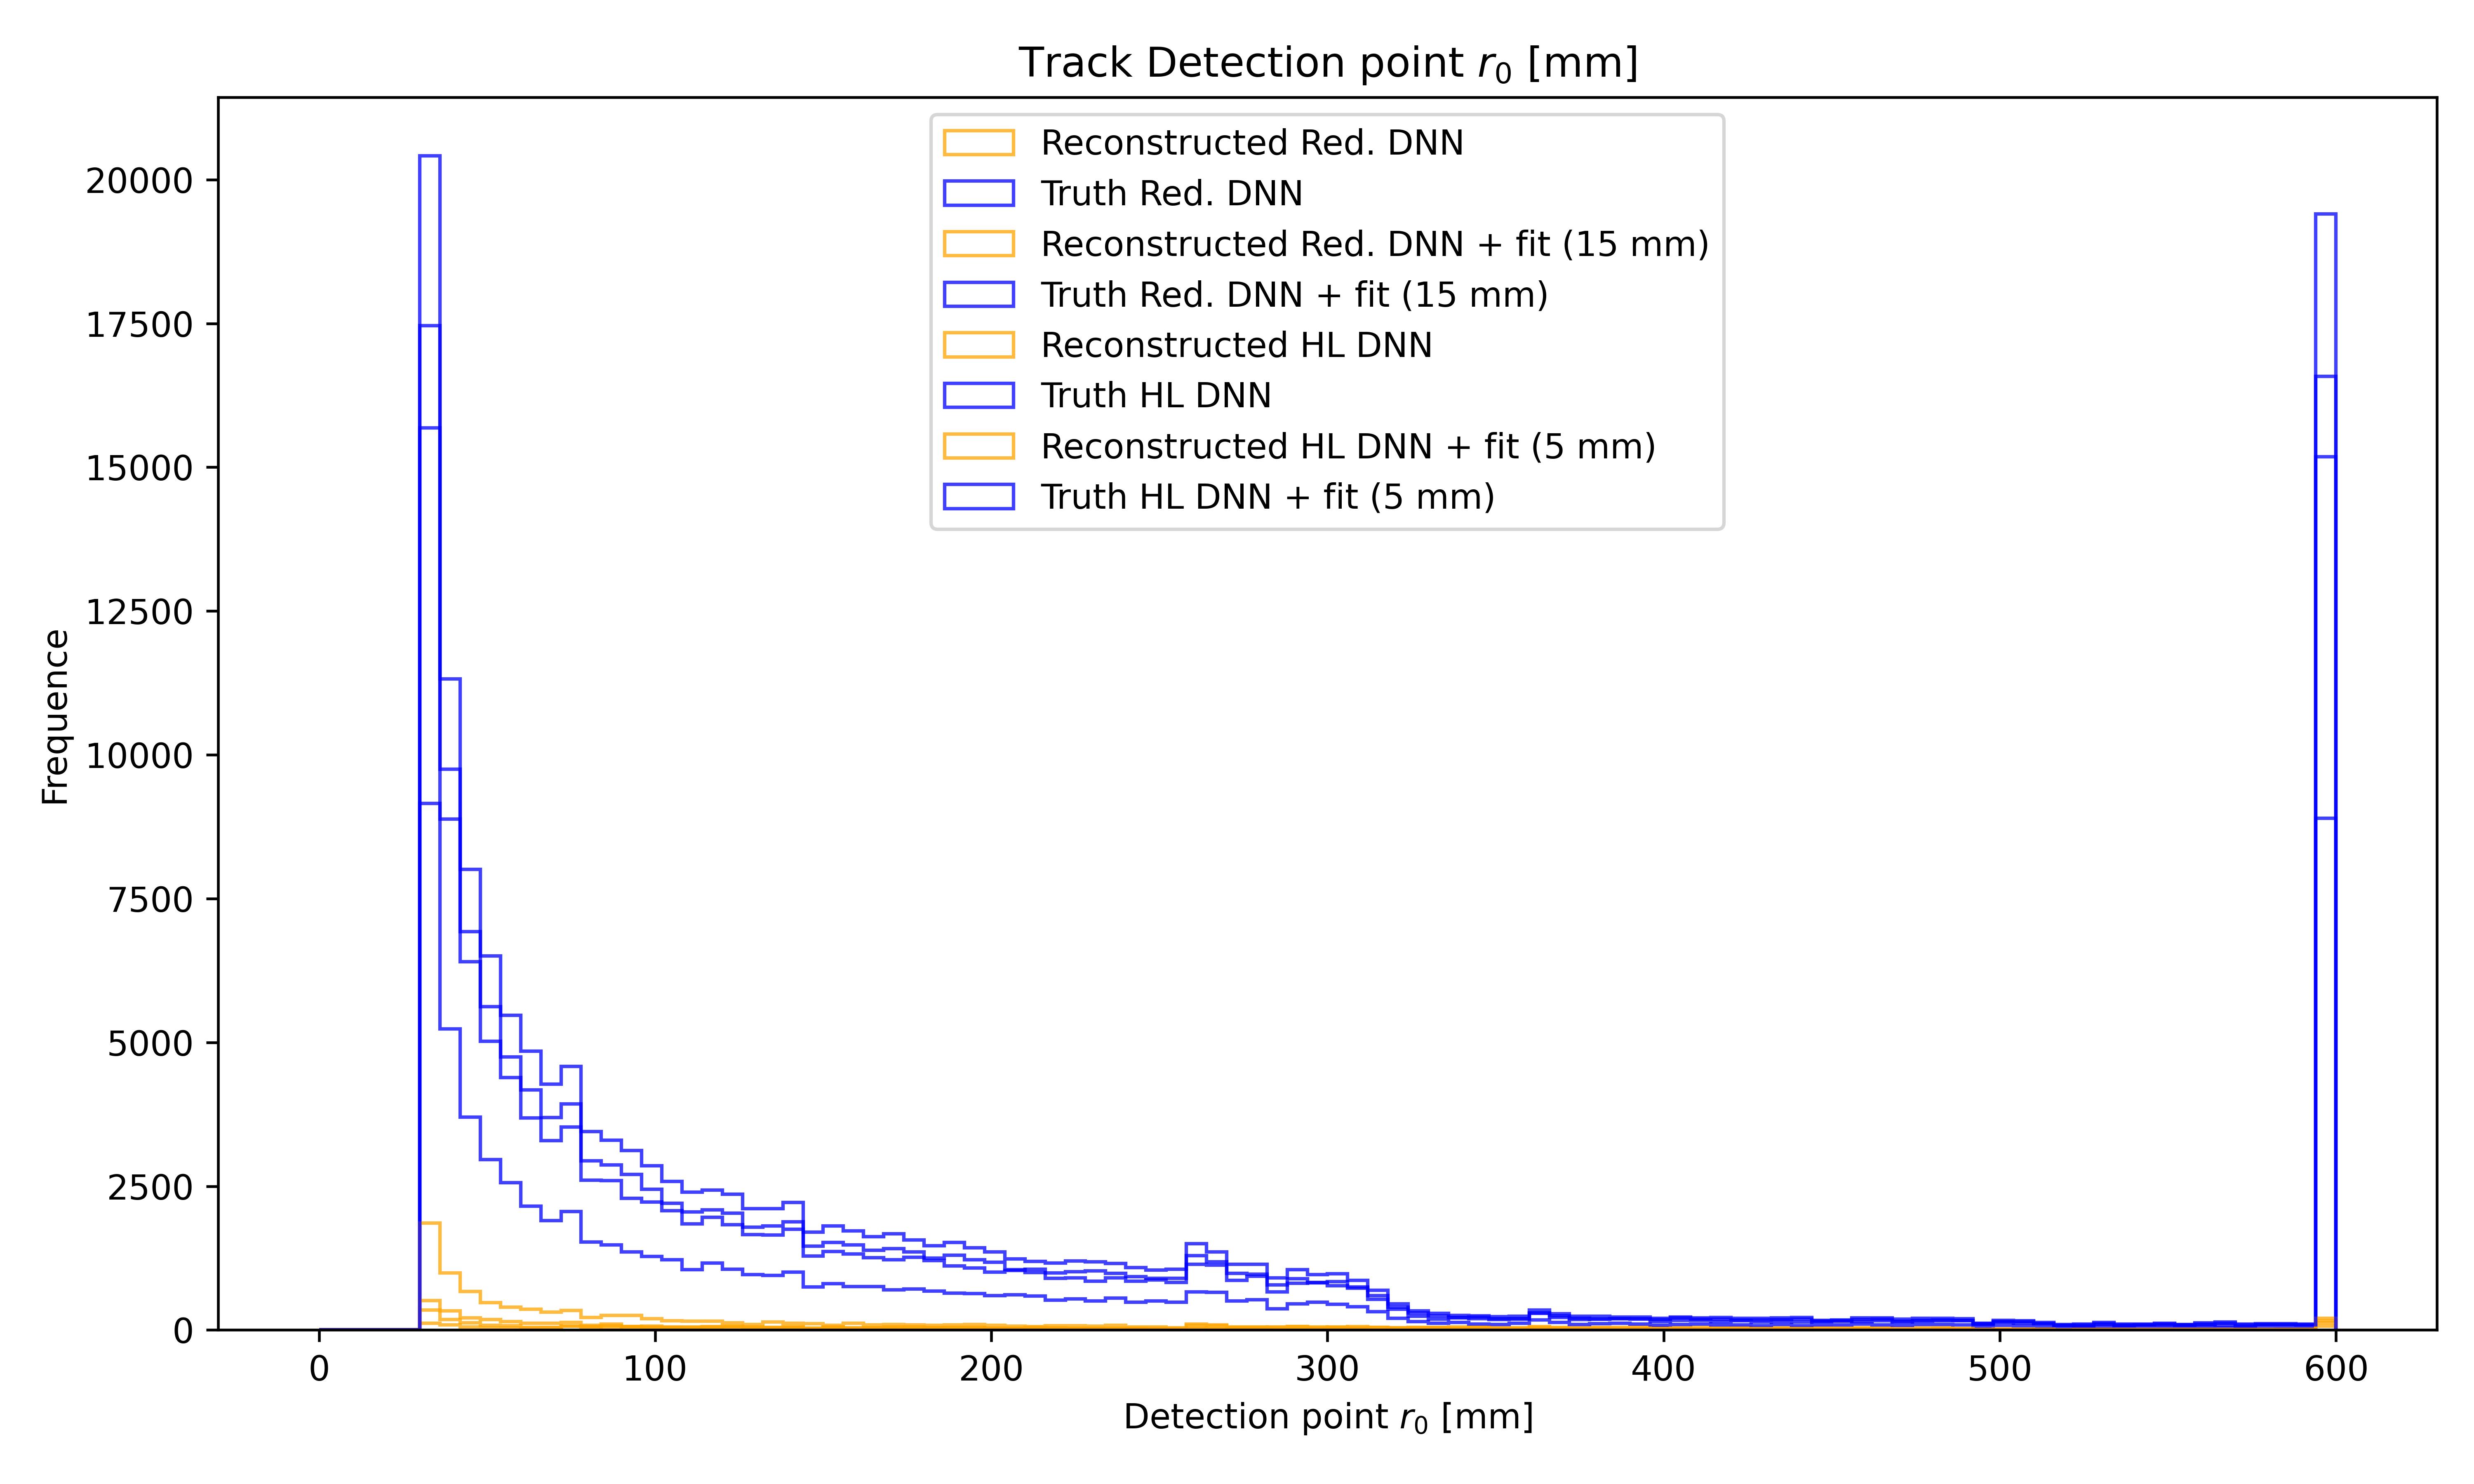 Track Detection point r₀ [mm]
Reconstructed Red. DNN
Truth Red. DNN
Reconstructed Red. DNN + fit (15 mm)
Truth Red. DNN + fit (15 mm)
Reconstructed HL DNN
Truth HL DNN
Reconstructed HL DNN + fit (5 mm)
Truth HL DNN + fit (5 mm)
Frequence
20000
17500
15000
12500
10000
7500
5000
2500
0
0 100 200 300 400 500 600
Detection point r₀ [mm]